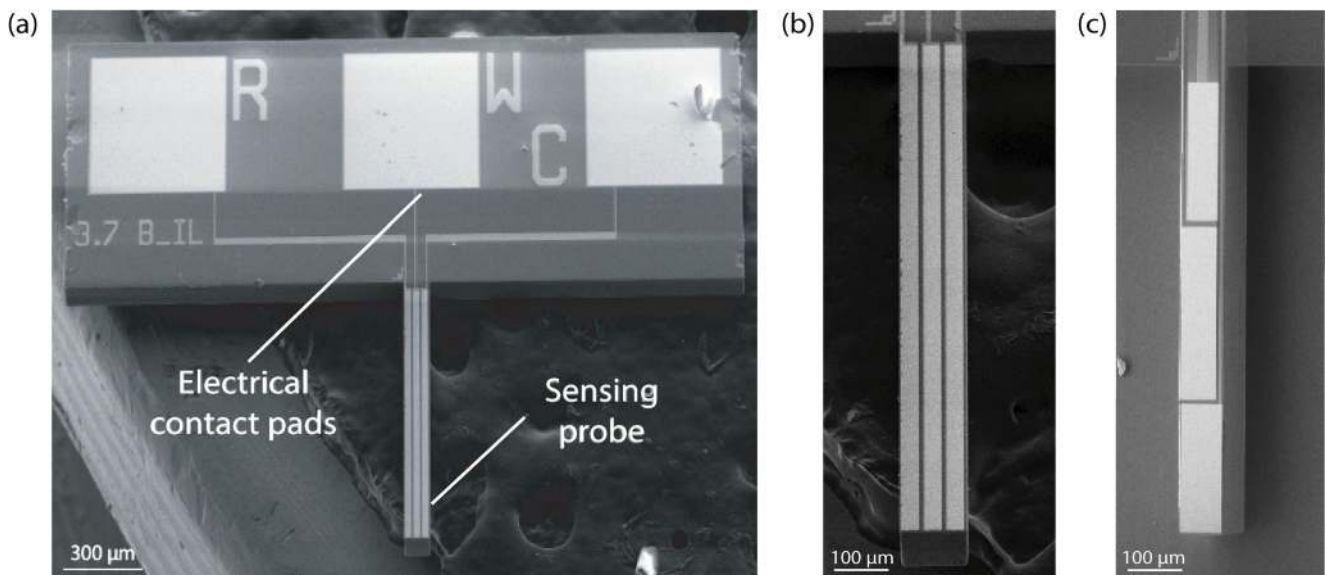 (a)
R
W
C
3.7 B_IL
Electrical
contact pads
Sensing
probe
300 µm
(b)
100 µm
(c)
100 µm